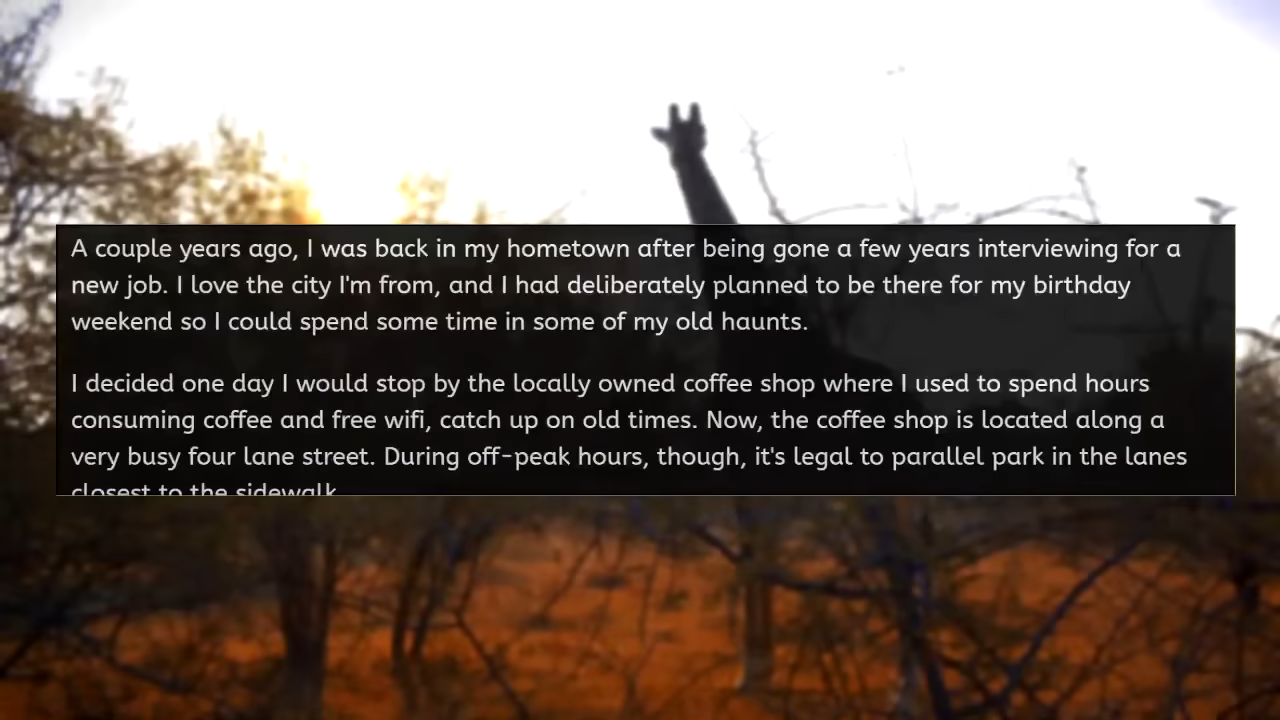 A couple years ago, I was back in my hometown after being gone a few years interviewing for a
new job. I love the city I'm from, and I had deliberately planned to be there for my birthday
weekend so I could spend some time in some of my old haunts.
I decided one day I would stop by the locally owned coffee shop where I used to spend hours
consuming coffee and free wifi, catch up on old times. Now, the coffee shop is located along a
very busy four lane street. During off-peak hours, though, it's legal to parallel park in the lanes
closest to the sidewalk.